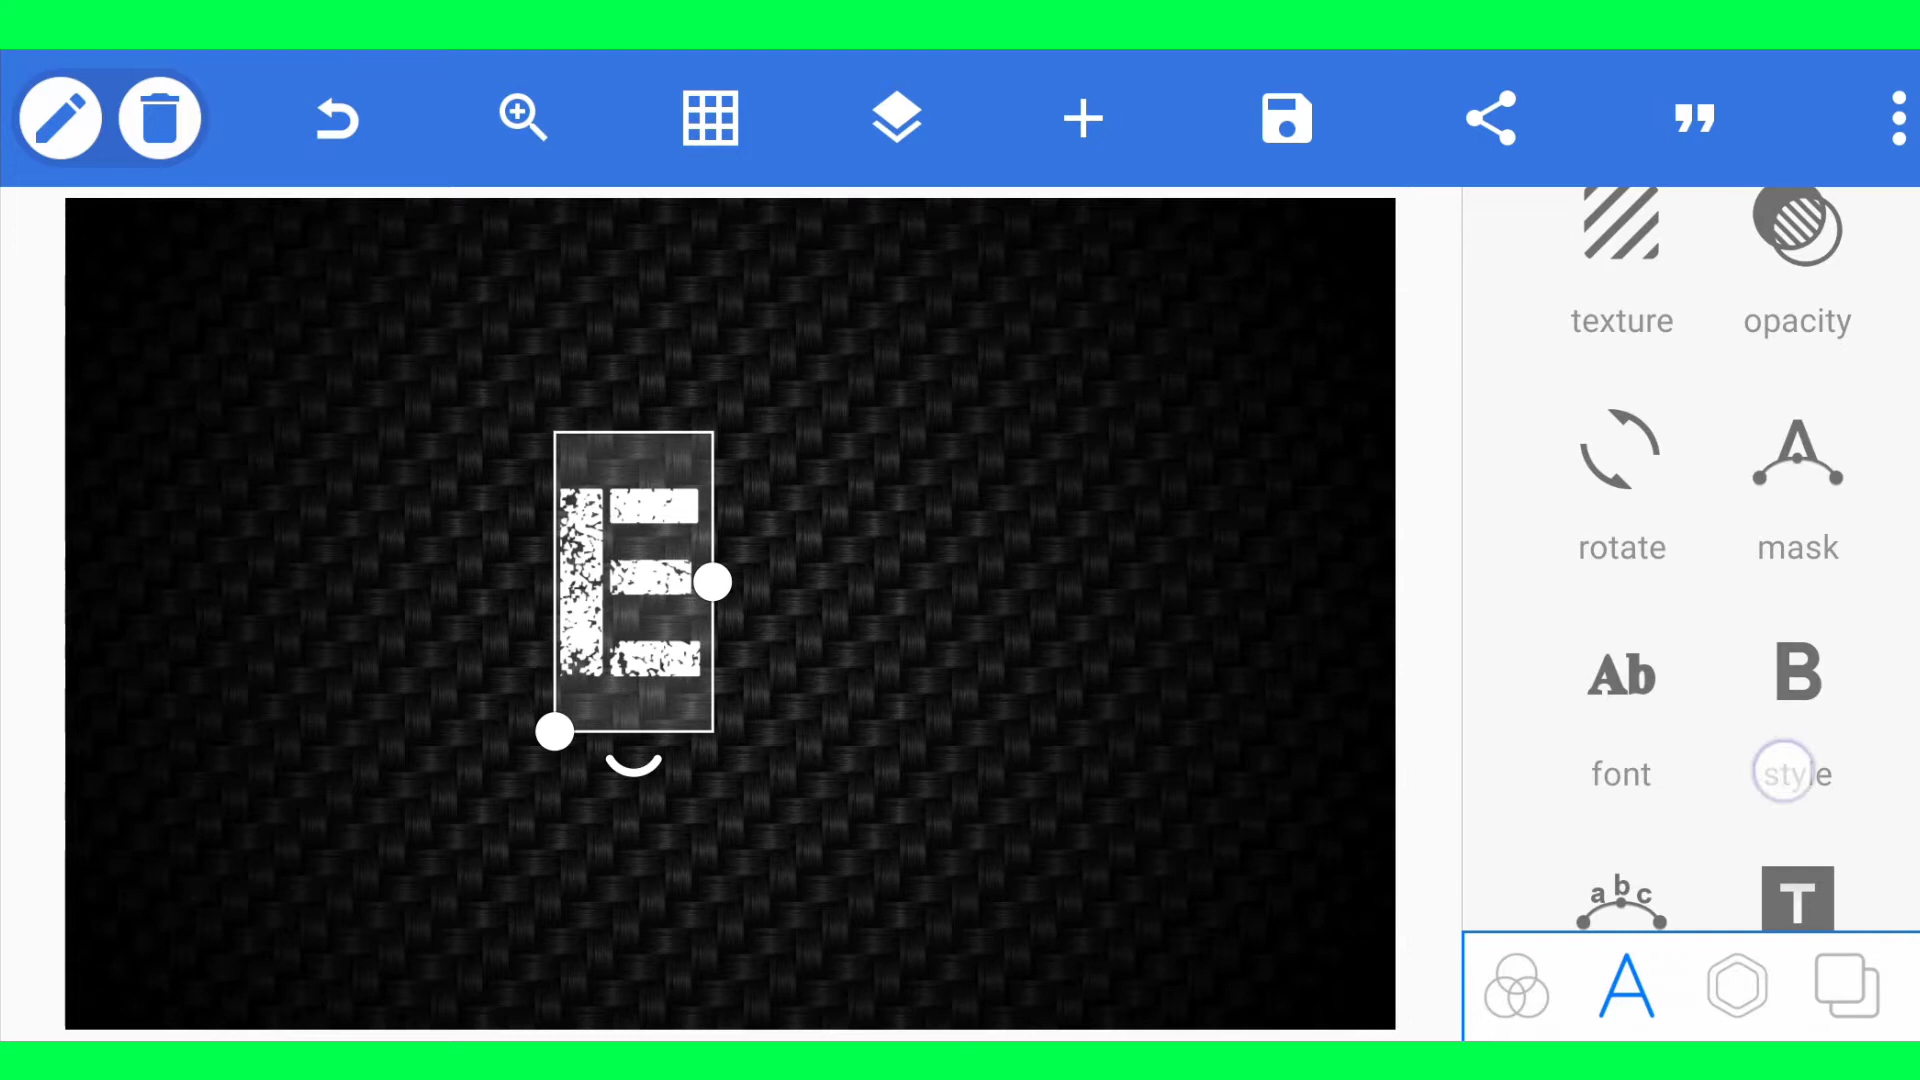 E
texture opacity
rotate mask
Ab B
font style
abc T
A